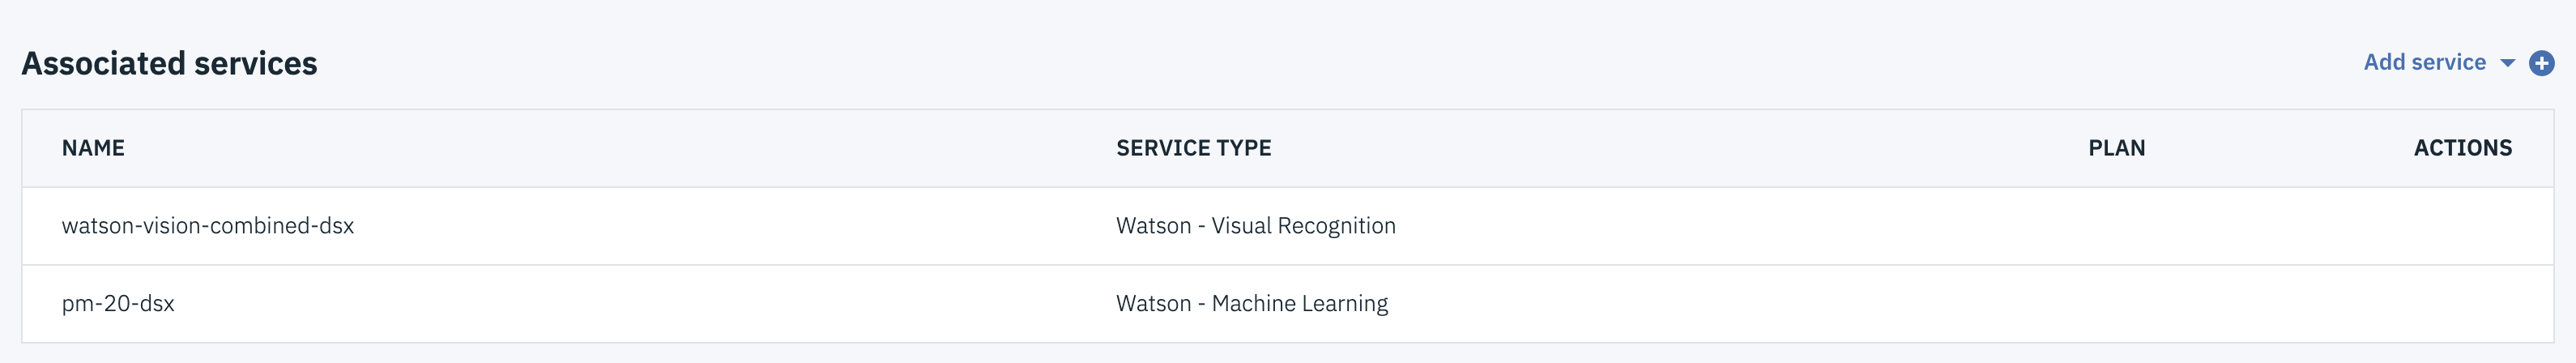 Associated services
Add service
NAME SERVICE TYPE PLAN ACTIONS
watson-vision-combined-dsx Watson - Visual Recognition
pm-20-dsx Watson - Machine Learning